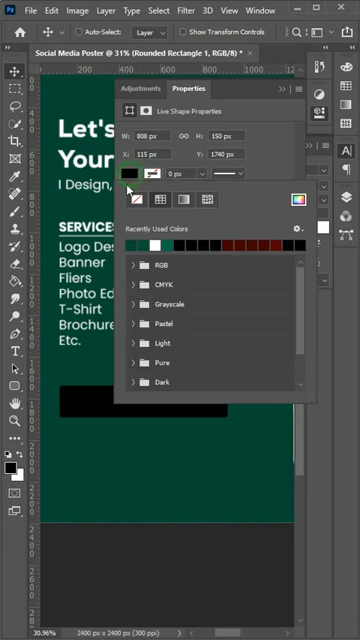 Ps File Edit Image Layer Type Select Filter 3D View Window Help
Auto-Select: Layer Show Transform Controls
Social Media Poster @ 31% (Rounded Rectangle 1, RGB/8) * ×
Adjustments Properties
Live Shape Properties
W: 808 px H: 150 px
X: 115 px Y: 1740 px
0 px
Recently Used Colors
RGB
CMYK
Grayscale
Pastel
Light
Pure
Dark
Let's
Your
I Design,
SERVICES
Logo Des
Banner
Fliers
Photo Ed
T-Shirt
Brochure
Etc.
30.96% 2400 px x 2400 px (300 ppi)